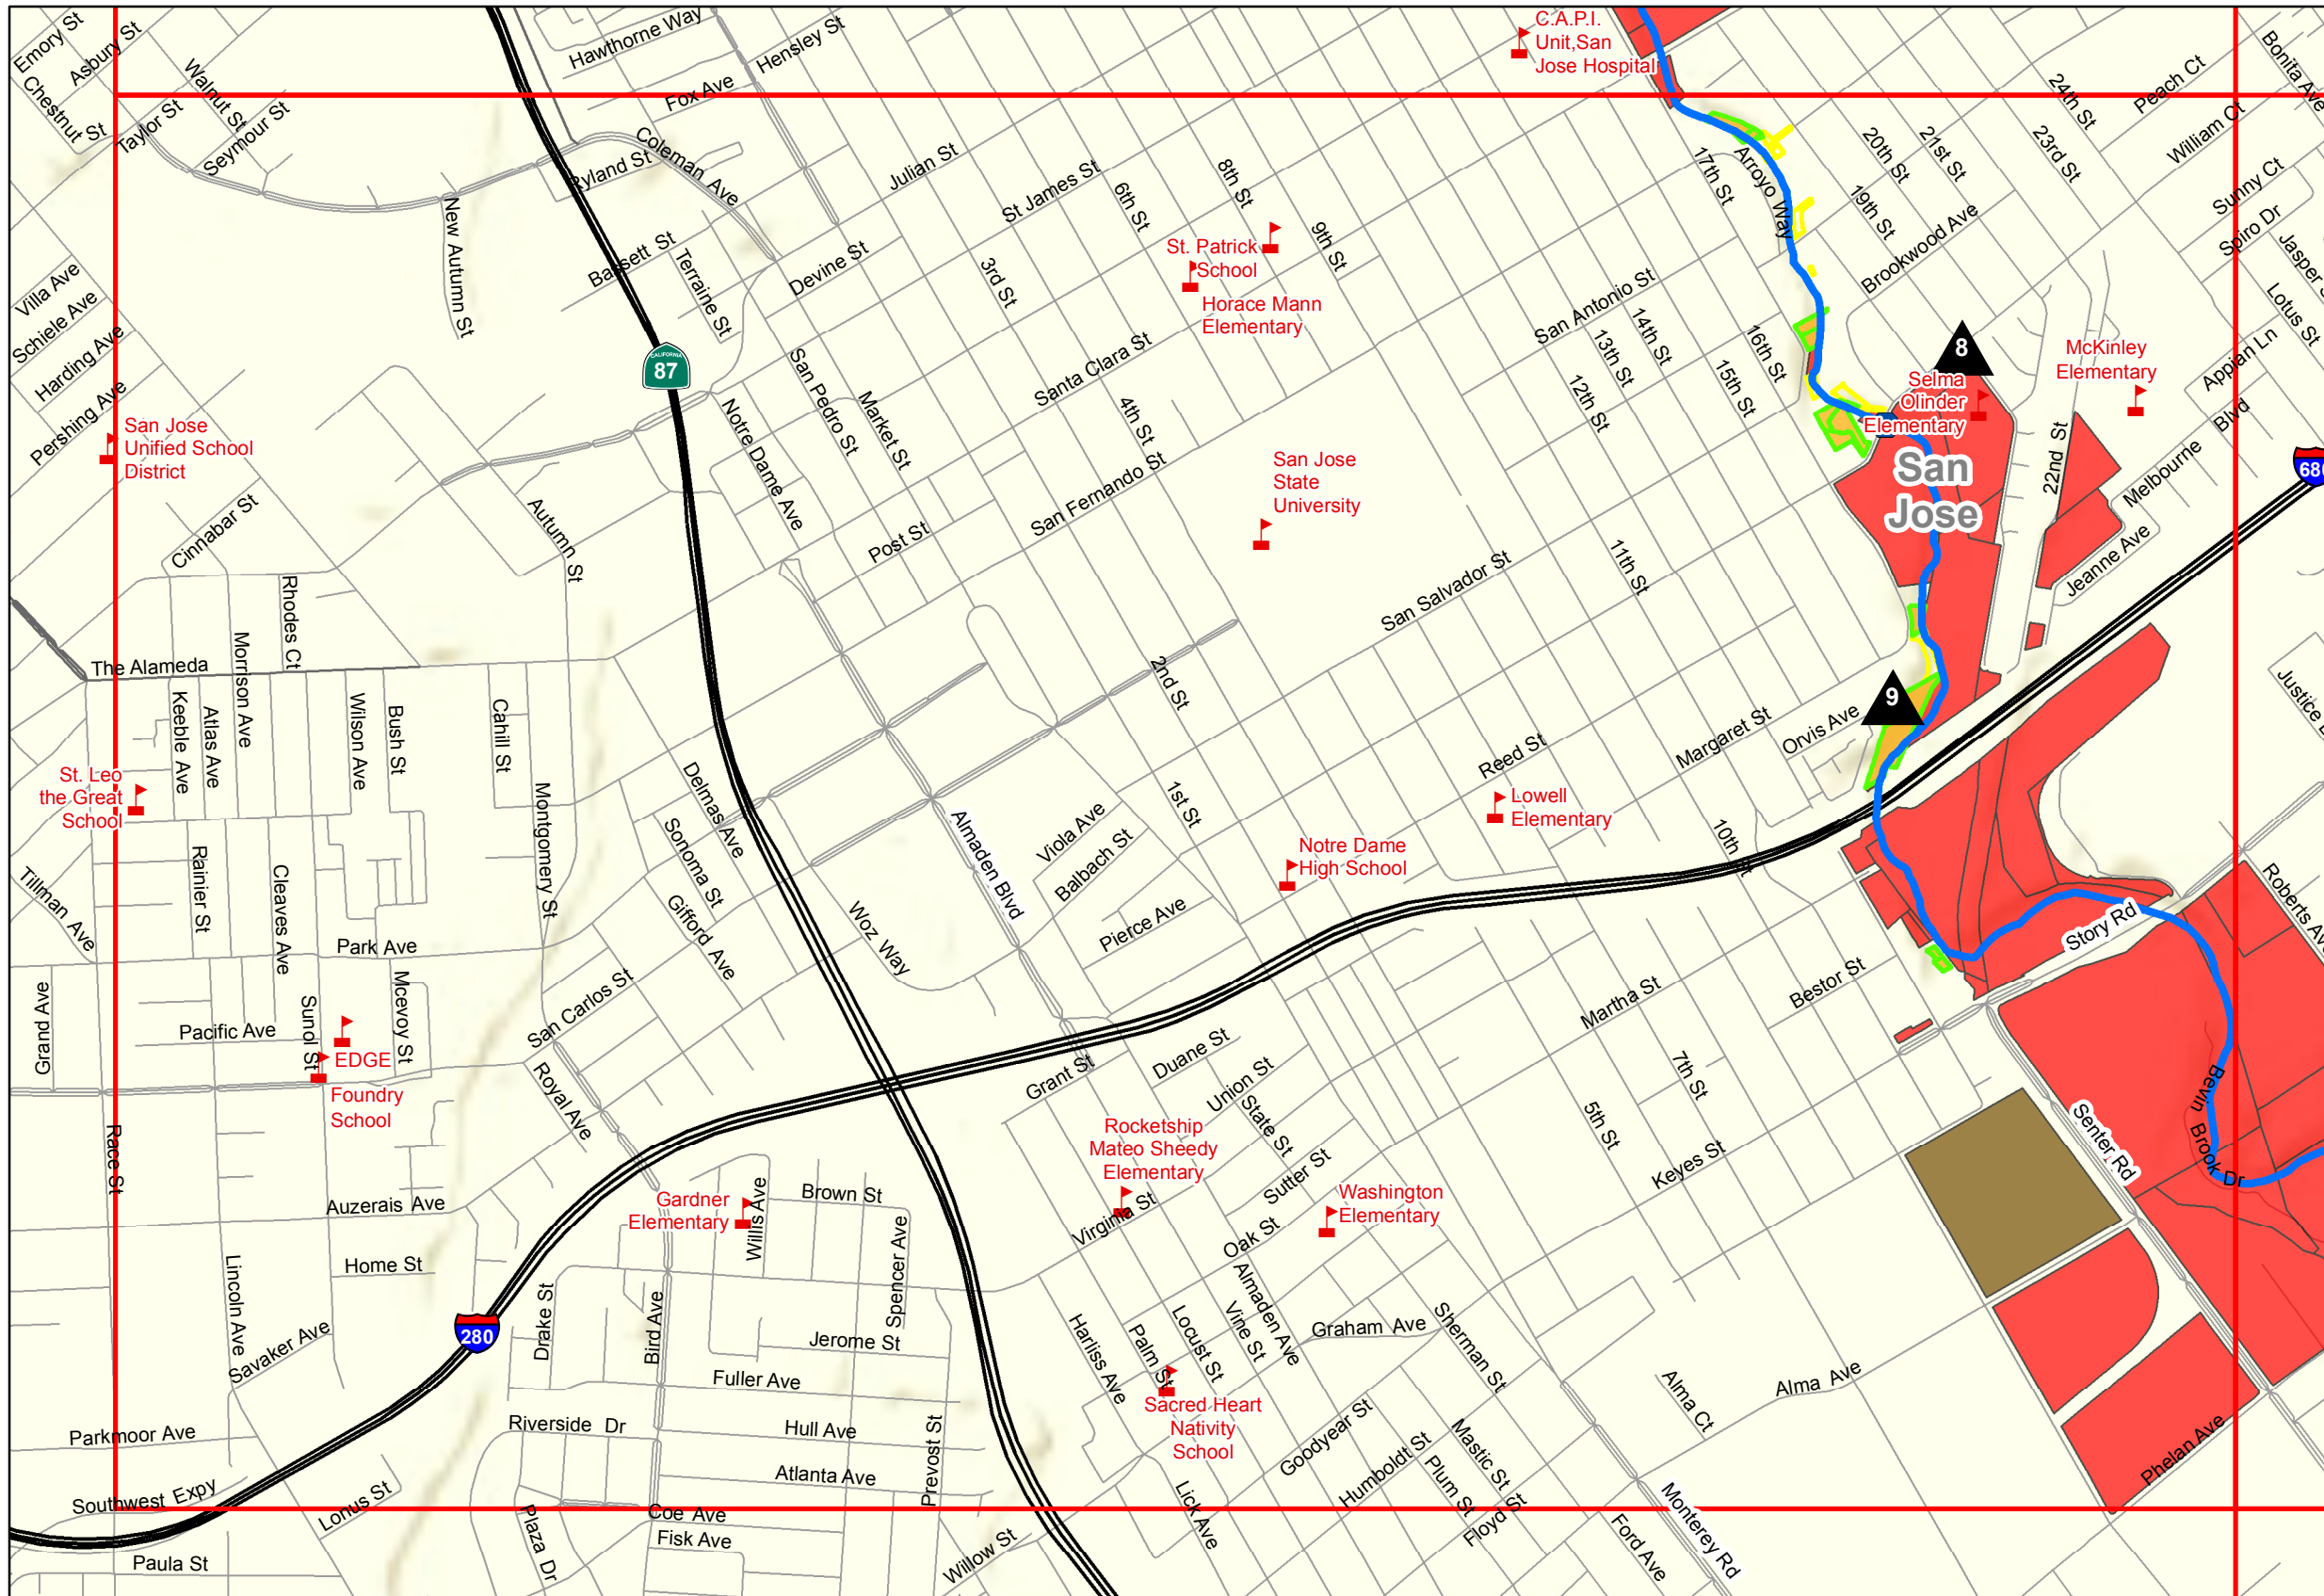 Emory St
Asbury St
Chestnut St
Walnut St
Taylor St
Seymour St
Hawthorne Way
Hensley St
Fox Ave
Coleman Ave
Ryland St
C.A.P.I.
Unit,San
Jose Hospital
Bonita Ave
Peach Ct
24th St
William Ct
23rd St
21st St
20th St
19th St
17th St
Arroyo Way
Brookwood Ave
Sunny Ct
Spiro Dr
Lotus St
Appian Ln
Julian St
St James St
6th St
8th St
9th St
New Autumn St
Bassett St
Terraine St
Devine St
3rd St
St. Patrick
School
Horace Mann
Elementary
San Antonio St
Villa Ave
Schiele Ave
Harding Ave
Pershing Ave
CALIFORNIA
87
San Pedro St
Market St
Santa Clara St
4th St
12th St
13th St
14th St
15th St
16th St
8
Selma
Olinder
Elementary
McKinley
Elementary
San
Jose
22nd St
Melbourne
Blvd
Jeanne Ave
San Jose
Unified School
District
Cinnabar St
Autumn St
Notre Dame Ave
Post St
San Fernando St
San Jose
State
University
San Salvador St
11th St
Rhodes Ct
The Alameda
Morrison Ave
Keeble Ave
Atlas Ave
Wilson Ave
Bush St
Cahill St
Montgomery St
2nd St
9
Margaret St
Orvis Ave
Reed St
Lowell
Elementary
10th St
St. Leo
the Great
School
Delmas Ave
Sonoma St
Gifford Ave
Almaden Blvd
Viola Ave
Balbach St
1st St
Pierce Ave
Notre Dame
High School
Tillman Ave
Rainier St
Cleaves Ave
Park Ave
Woz Way
Story Rd
Roberts Ave
Grand Ave
Pacific Ave
Sunol St
Mcevoy St
San Carlos St
EDGE
Foundry
School
Royal Ave
Grant St
Duane St
Union St
State St
Martha St
Bestor St
7th St
5th St
Keyes St
Senter Rd
Bevin Brook Dr
Race St
Auzerais Ave
Home St
Lincoln Ave
Savaker Ave
280
Drake St
Bird Ave
Gardner
Elementary
Willis Ave
Brown St
Spencer Ave
Jerome St
Fuller Ave
Rocketship
Mateo Sheedy
Elementary
Virginia St
Sutter St
Oak St
Washington
Elementary
Almaden Ave
Vine St
Locust St
Palm St
Harliss Ave
Graham Ave
Sherman St
Alma Ct
Alma Ave
Sacred Heart
Nativity
School
Parkmoor Ave
Riverside Dr
Hull Ave
Atlanta Ave
Prevost St
Southwest Expy
Lonus St
Plaza Dr
Coe Ave
Fisk Ave
Paula St
Willow St
Lick Ave
Goodyear St
Humboldt St
Mastic St
Plum St
Floyd St
Ford Ave
Monterey Rd
Phelan Ave